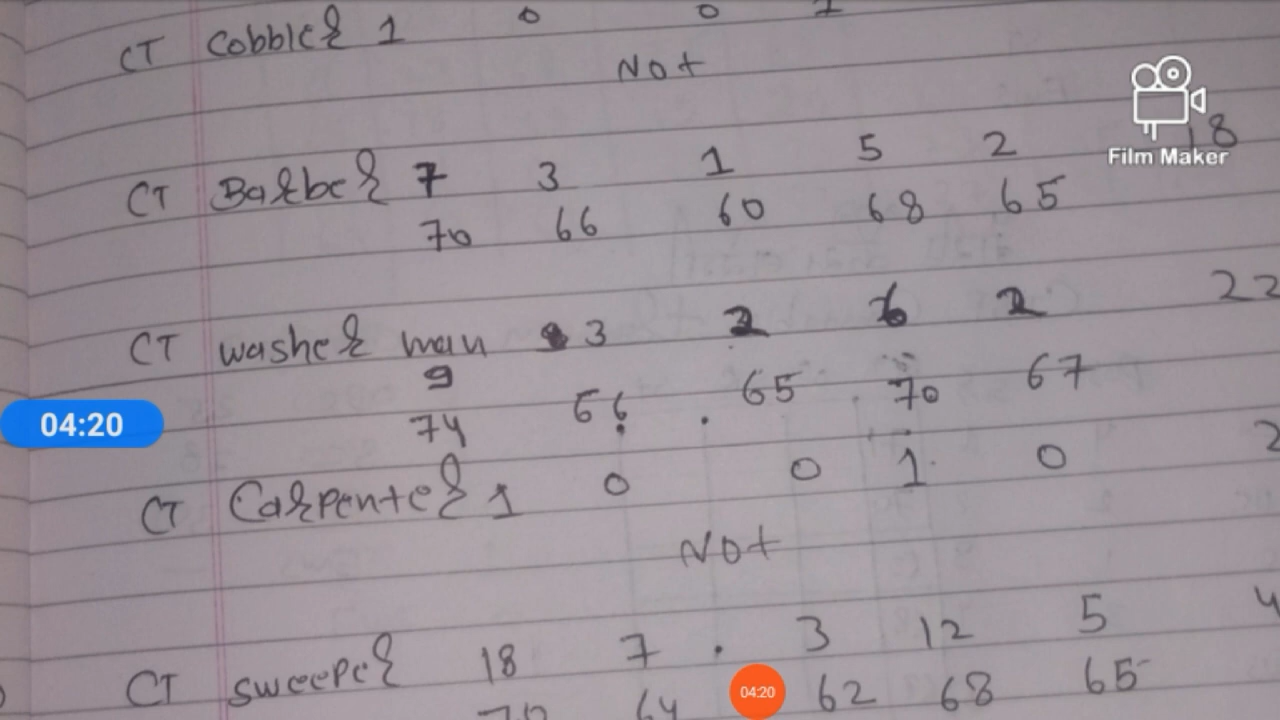 CT Cobbler 1 0 0 1
Not
CT Barber 7 3 1 5 2 18
70 66 60 68 65
Film Maker
CT washer man 3 2 6 2 22
9
74 66 65 70 67
04:20
CT Carpenter 1 0 0 1 0 2
Not
CT sweeper 18 7 3 12 5 4
70 64 62 68 65
04:20